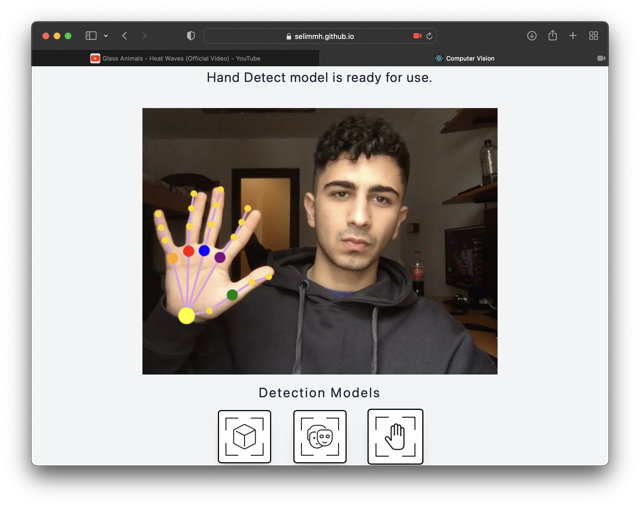 selimmh.github.io
Glass Animals - Heat Waves (Official Video) - YouTube
Computer Vision
Hand Detect model is ready for use.
Detection Models